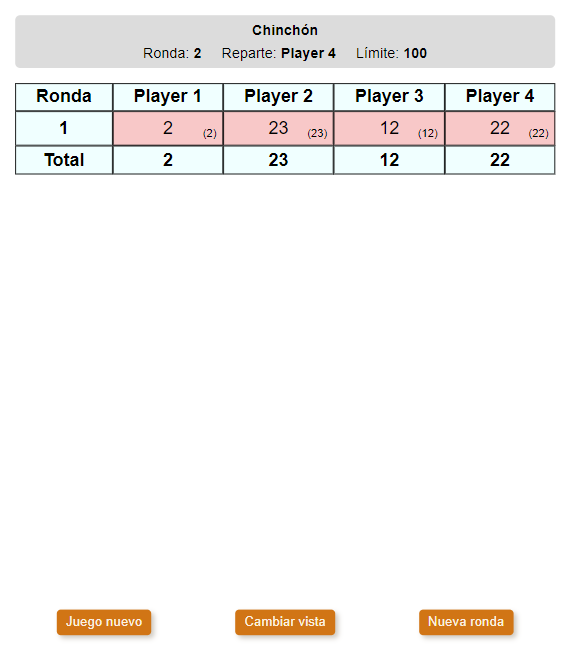 Chinchón
Ronda: 2 Reparte: Player 4 Límite: 100
Ronda Player 1 Player 2 Player 3 Player 4
1 2 (2) 23 (23) 12 (12) 22 (22)
Total 2 23 12 22
Juego nuevo Cambiar vista Nueva ronda